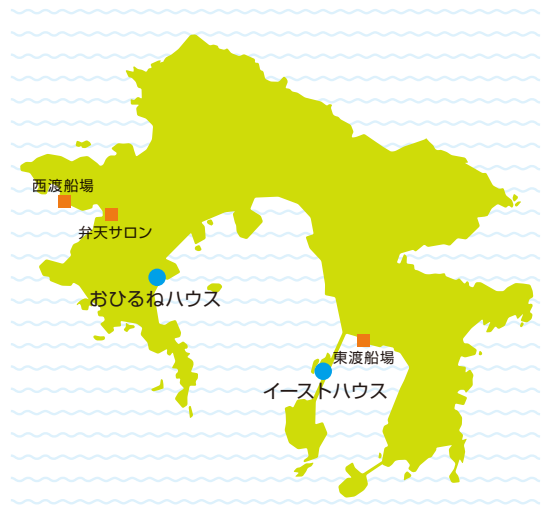 西渡船場
弁天サロン
おひるねハウス
東渡船場
イーストハウス